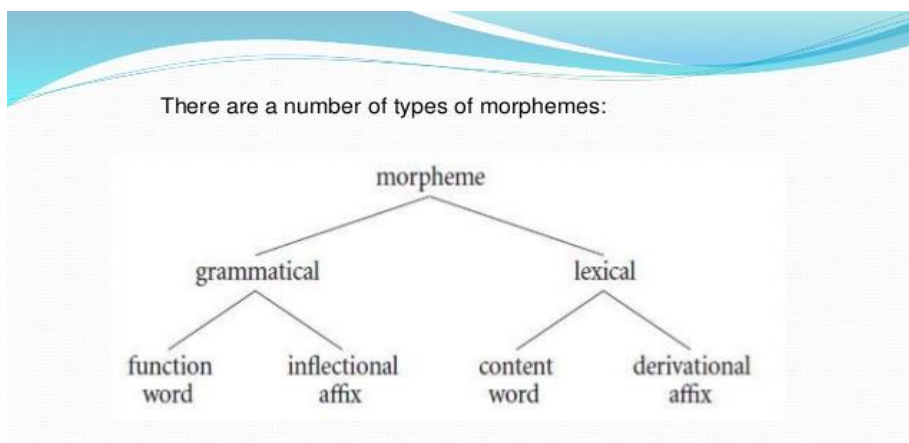 There are a number of types of morphemes:
morpheme
grammatical
lexical
function
word
inflectional
affix
content
word
derivational
affix